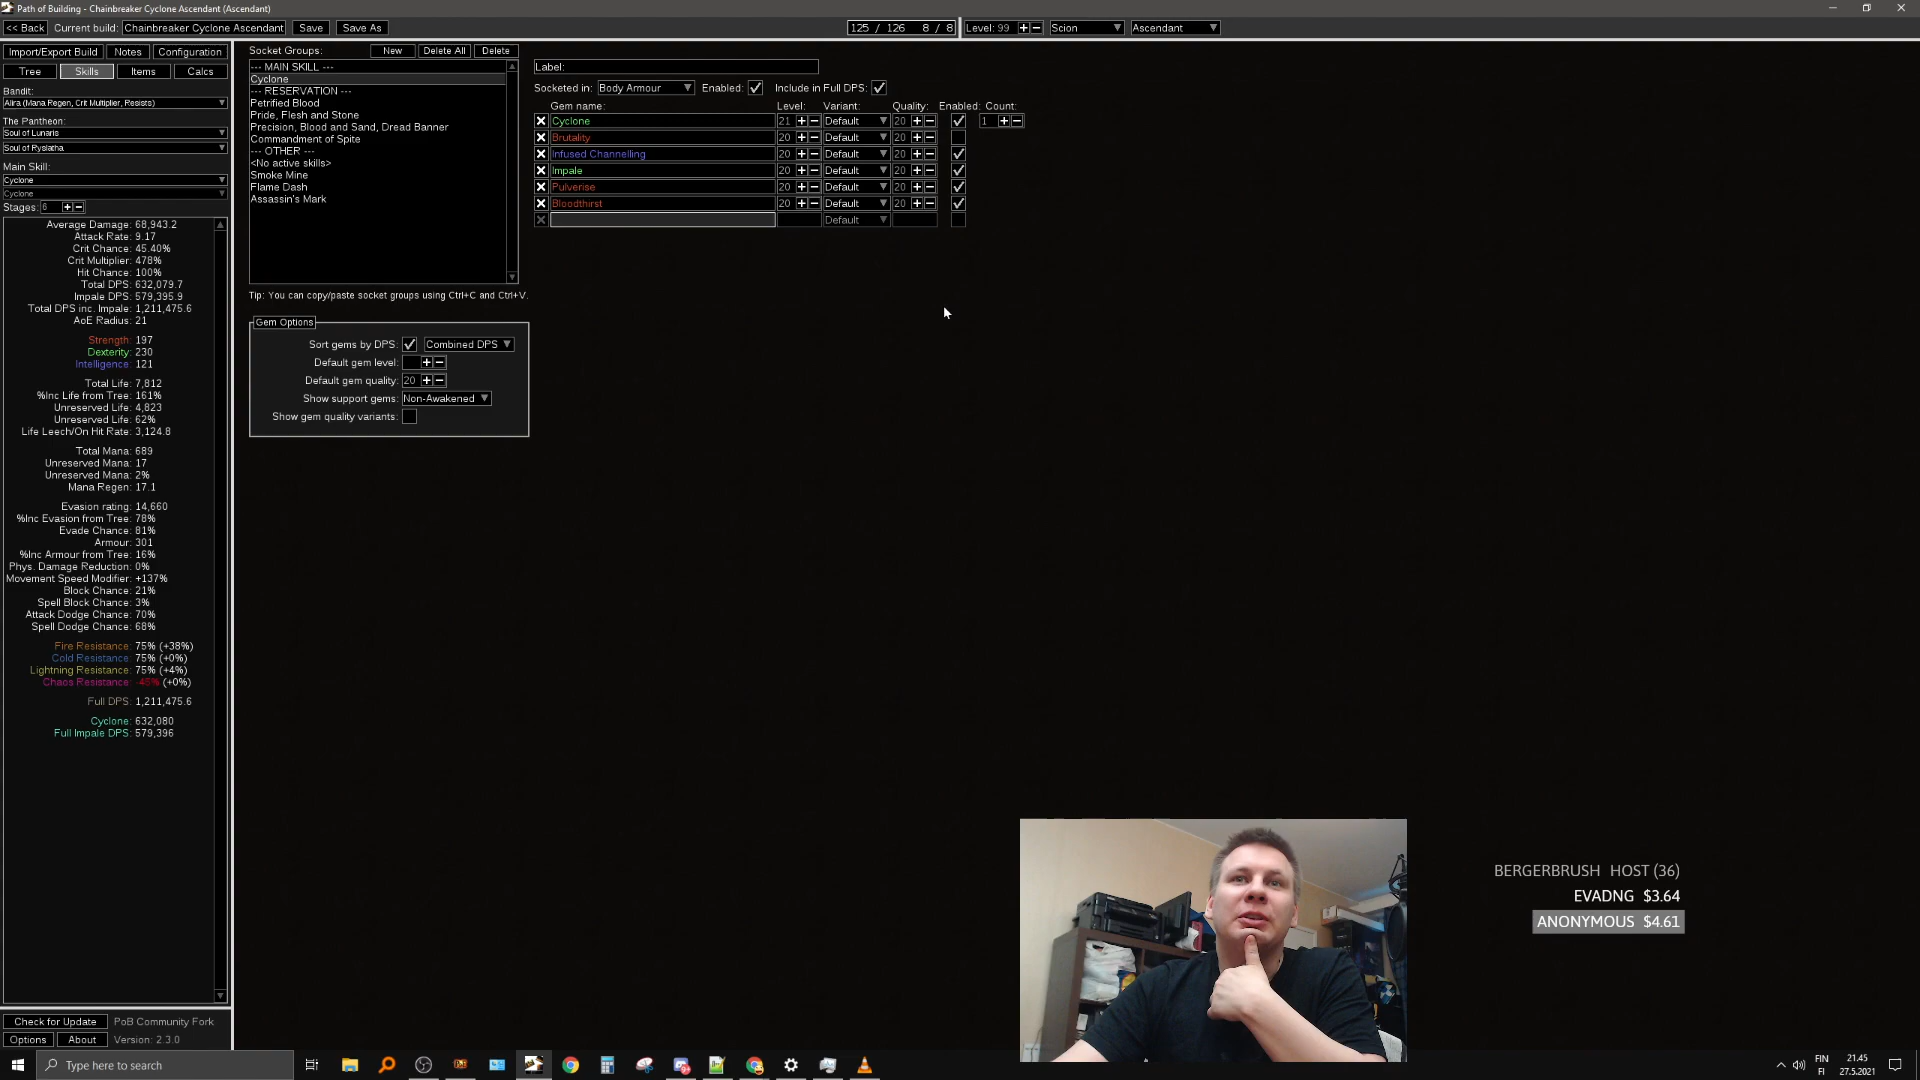 Path of Building - Chainbreaker Cyclone Ascendant (Ascendant)
<< Back Current build: Chainbreaker Cyclone Ascendant Save Save As 125 / 126 8 / 8 Level: 99 + - Scion Ascendant
Import/Export Build Notes Configuration
Tree Skills Items Calcs
Bandit:
Alira (Mana Regen, Crit Multiplier, Resists)
The Pantheon:
Soul of Lunaris
Soul of Ryslatha
Main Skill:
Cyclone
Cyclone
Stages: 6 + -
Average Damage: 68,943.2
Attack Rate: 9.17
Crit Chance: 45.40%
Crit Multiplier: 478%
Hit Chance: 100%
Total DPS: 632,079.7
Impale DPS: 579,395.9
Total DPS inc. Impale: 1,211,475.6
AoE Radius: 21
Strength: 197
Dexterity: 230
Intelligence: 121
Total Life: 7,812
%Inc Life from Tree: 161%
Unreserved Life: 4,823
Unreserved Life: 62%
Life Leech/On Hit Rate: 3,124.8
Total Mana: 689
Unreserved Mana: 17
Unreserved Mana: 2%
Mana Regen: 17.1
Evasion rating: 14,660
%Inc Evasion from Tree: 78%
Evade Chance: 81%
Armour: 301
%Inc Armour from Tree: 16%
Phys. Damage Reduction: 0%
Movement Speed Modifier: +137%
Block Chance: 21%
Spell Block Chance: 3%
Attack Dodge Chance: 70%
Spell Dodge Chance: 68%
Fire Resistance: 75% (+38%)
Cold Resistance: 75% (+0%)
Lightning Resistance: 75% (+4%)
Chaos Resistance: -45% (+0%)
Full DPS: 1,211,475.6
Cyclone: 632,080
Full Impale DPS: 579,396
Check for Update PoB Community Fork
Options About Version: 2.3.0
Socket Groups: New Delete All Delete
--- MAIN SKILL ---
Cyclone
--- RESERVATION ---
Petrified Blood
Pride, Flesh and Stone
Precision, Blood and Sand, Dread Banner
Commandment of Spite
--- OTHER ---
<No active skills>
Smoke Mine
Flame Dash
Assassin's Mark
Tip: You can copy/paste socket groups using Ctrl+C and Ctrl+V.
Gem Options
Sort gems by DPS: Combined DPS
Default gem level: + -
Default gem quality: 20 + -
Show support gems: Non-Awakened
Show gem quality variants:
Label:
Socketed in: Body Armour Enabled: Include in Full DPS:
Gem name: Level: Variant: Quality: Enabled: Count:
Cyclone 21 + - Default 20 + - 1 + -
Brutality 20 + - Default 20 + -
Infused Channelling 20 + - Default 20 + -
Impale 20 + - Default 20 + -
Pulverise 20 + - Default 20 + -
Bloodthirst 20 + - Default 20 + -
Default
BERGERBRUSH HOST (36)
EVADNG $3.64
ANONYMOUS $4.61
Type here to search
FIN
FI
21.45
27.5.2021